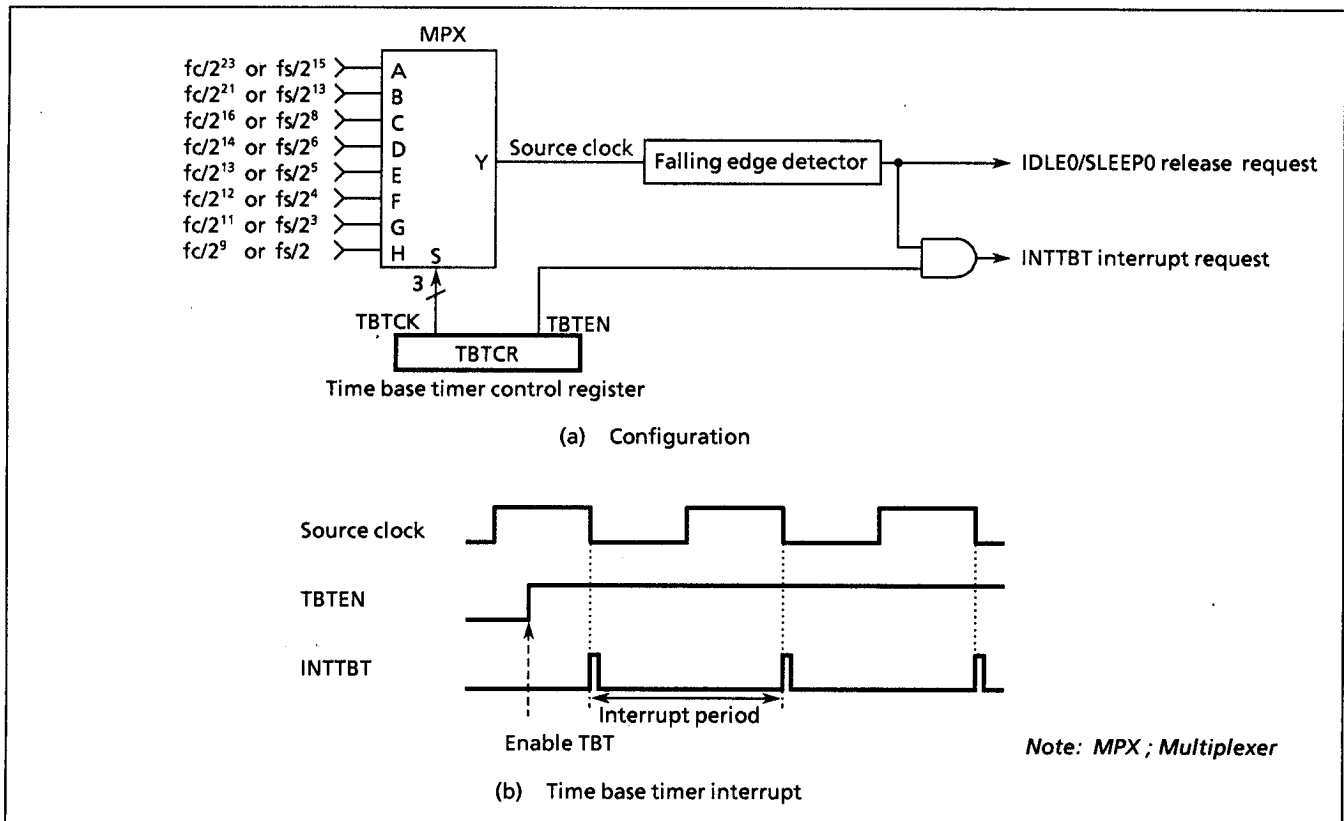 MPX
fc/2²³ or fs/2¹⁵ A
fc/2²¹ or fs/2¹³ B
fc/2¹⁶ or fs/2⁸ C
fc/2¹⁴ or fs/2⁶ D
fc/2¹³ or fs/2⁵ E
fc/2¹² or fs/2⁴ F
fc/2¹¹ or fs/2³ G
fc/2⁹ or fs/2 H
Y
S
3
Source clock
Falling edge detector
IDLE0/SLEEP0 release request
INTTBT interrupt request
TBTCK
TBTEN
TBTCR
Time base timer control register
(a) Configuration
Source clock
TBTEN
INTTBT
Interrupt period
Enable TBT
Note: MPX ; Multiplexer
(b) Time base timer interrupt